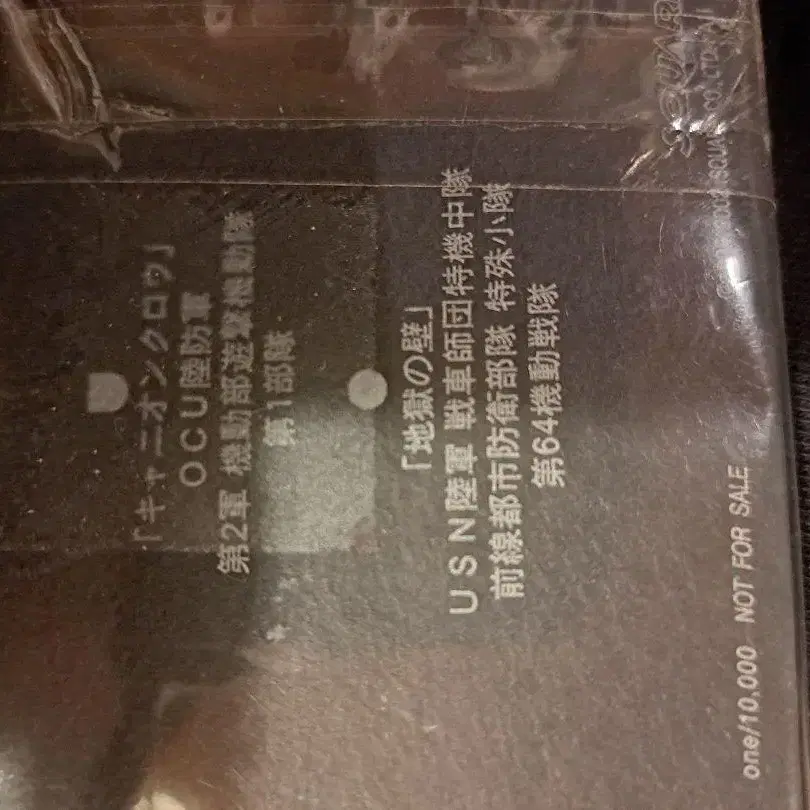 「キャニオンクロウ」
OCU陸防軍
第2軍 機動部遊撃機動隊
第1部隊
「地獄の壁」
USN陸軍 戦車師団特機中隊
前線都市防衛部隊 特殊小隊
第64機動戦隊
one/10,000 NOT FOR SALE